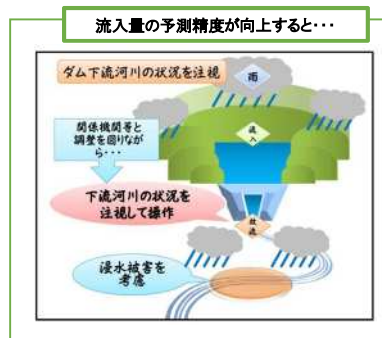 流入量の予測精度が向上すると・・・
ダム下流河川の状況を注視
雨
関係機関等と
調整を図りなが
ら・・・
流入
下流河川の状況を
注視して操作
放流
浸水被害を
考慮